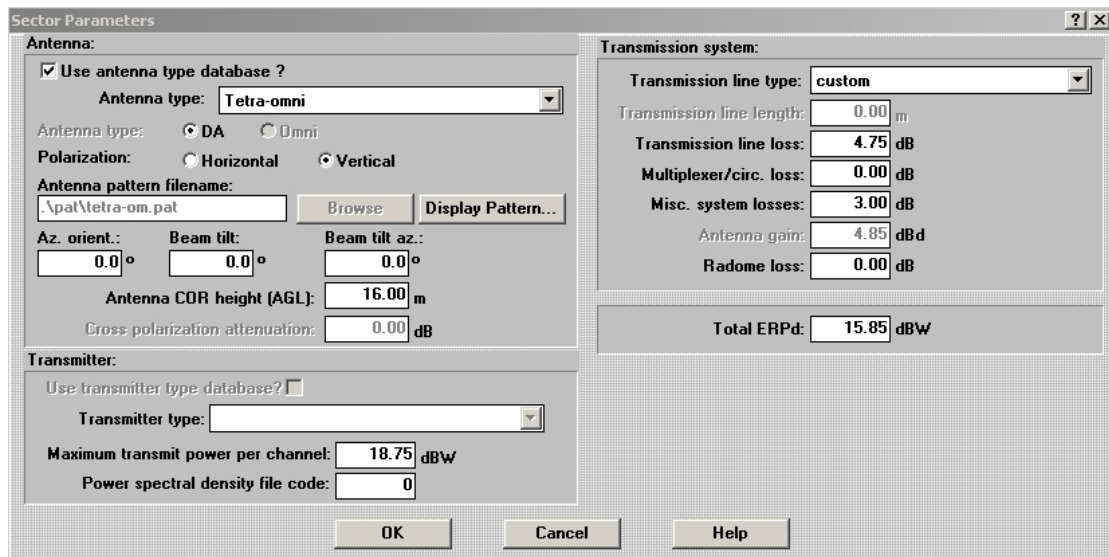 Sector Parameters
Antenna:
Use antenna type database ?
Antenna type: Tetra-omni
Antenna type: DA Omni
Polarization: Horizontal Vertical
Antenna pattern filename:
.\pat\tetra-om.pat Browse Display Pattern...
Az. orient.: Beam tilt: Beam tilt az.:
0.0 º 0.0 º 0.0 º
Antenna COR height (AGL): 16.00 m
Cross polarization attenuation: 0.00 dB
Transmitter:
Use transmitter type database?
Transmitter type:
Maximum transmit power per channel: 18.75 dBW
Power spectral density file code: 0
Transmission system:
Transmission line type: custom
Transmission line length: 0.00 m
Transmission line loss: 4.75 dB
Multiplexer/circ. loss: 0.00 dB
Misc. system losses: 3.00 dB
Antenna gain: 4.85 dBd
Radome loss: 0.00 dB
Total ERPd: 15.85 dBW
OK Cancel Help